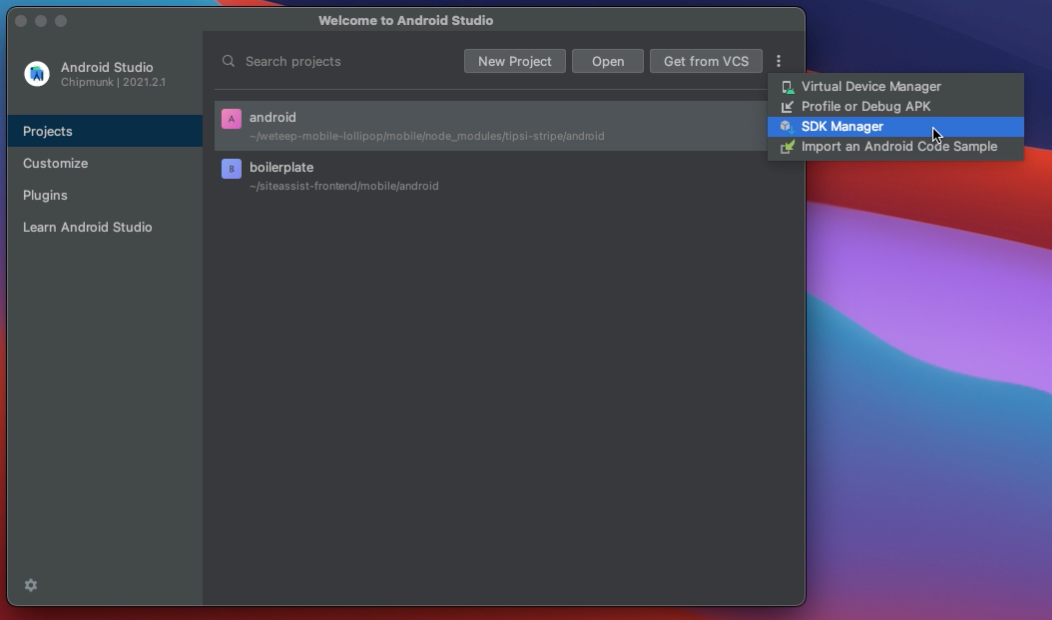 Welcome to Android Studio
Android Studio
Chipmunk | 2021.2.1
Projects
Customize
Plugins
Learn Android Studio
Search projects
New Project
Open
Get from VCS
A
android
~/weteep-mobile-lollipop/mobile/node_modules/tipsi-stripe/android
B
boilerplate
~/siteassist-frontend/mobile/android
Virtual Device Manager
Profile or Debug APK
SDK Manager
Import an Android Code Sample